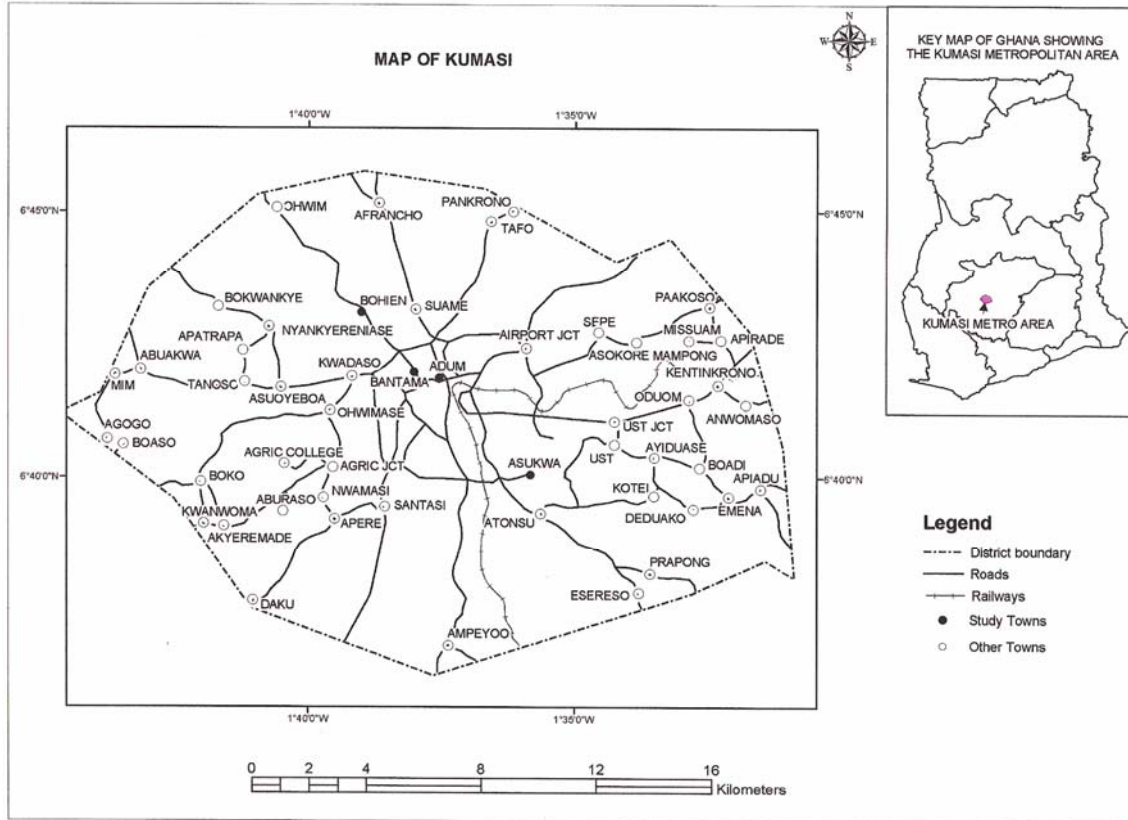 MAP OF KUMASI
N
W
E
S
KEY MAP OF GHANA SHOWING
THE KUMASI METROPOLITAN AREA
KUMASI METRO AREA
1°40'0"W
1°35'0"W
6°45'0"N
6°45'0"N
OHWIM
AFRANCHO
PANKRONO
TAFO
BOKWANKYE
BOHIEN
SUAME
PAAKOSO
NYANKYERENIASE
APATRAPA
AIRPORT JCT
SFPE
MISSUAM
APIRADE
ABUAKWA
KWADASO
ADUM
ASOKORE MAMPONG
MIM
TANOSO
BANTAMA
KENTINKRONO
ASUOYEBOA
OHWIMASE
ODUOM
ANWOMASO
AGOGO
BOASO
UST JCT
AGRIC COLLEGE
AGRIC JCT
ASUKWA
UST
AYIDUASE
BOADI
6°40'0"N
6°40'0"N
BOKO
APIADU
KWANWOMA
ABURASO
NWAMASI
SANTASI
KOTEI
EMENA
AKYEREMADE
APERE
ATONSU
DEDUAKO
PRAPONG
DAKU
ESERESO
AMPEYOO
1°40'0"W
1°35'0"W
Legend
District boundary
Roads
Railways
Study Towns
Other Towns
0 2 4 8 12 16
Kilometers